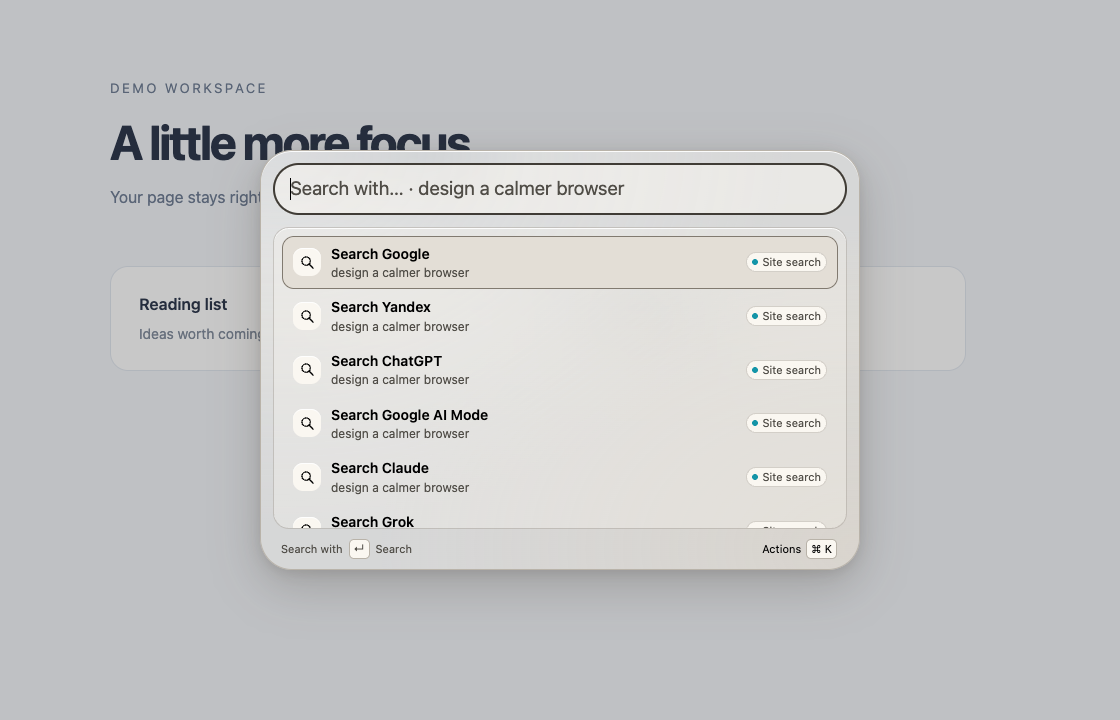 DEMO WORKSPACE
A little more focus
Your page stays right
Search with... · design a calmer browser
Reading list
Ideas worth coming
Search Google
design a calmer browser
Site search
Search Yandex
design a calmer browser
Site search
Search ChatGPT
design a calmer browser
Site search
Search Google AI Mode
design a calmer browser
Site search
Search Claude
design a calmer browser
Site search
Search Grok
Site search
Search with ↵ Search
Actions ⌘ K